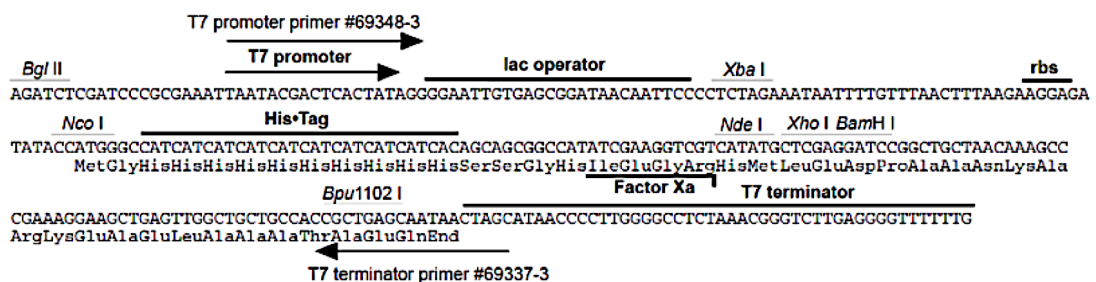 T7 promoter primer #69348-3
Bgl II T7 promoter lac operator Xba I rbs
AGATCTCGATCCCGCGAAATTAATACGACTCACTATAGGGGAATTGTGAGCGGATAACAATTCCCCTCTAGAAATAATTTTGTTTAACTTTAAGAAGGAGA
Nco I His•Tag Nde I Xho I BamH I
TATACCATGGGCCATCATCATCATCATCATCATCATCATCACAGCAGCGGCCATATCGAAGGTCGTCATATGCTCGAGGATCCGGCTGCTAACAAAGCC
MetGlyHisHisHisHisHisHisHisHisHisHisSerSerGlyHisIleGluGlyArgHisMetLeuGluAspProAlaAlaAsnLysAla
Bpu1102 I Factor Xa T7 terminator
CGAAAGGAAGCTGAGTTGGCTGCTGCCACCGCTGAGCAATAACTAGCATAACCCCTTGGGGCCTCTAAACGGGTCTTGAGGGGTTTTTTG
ArgLysGluAlaGluLeuAlaAlaAlaThrAlaGluGlnEnd
T7 terminator primer #69337-3